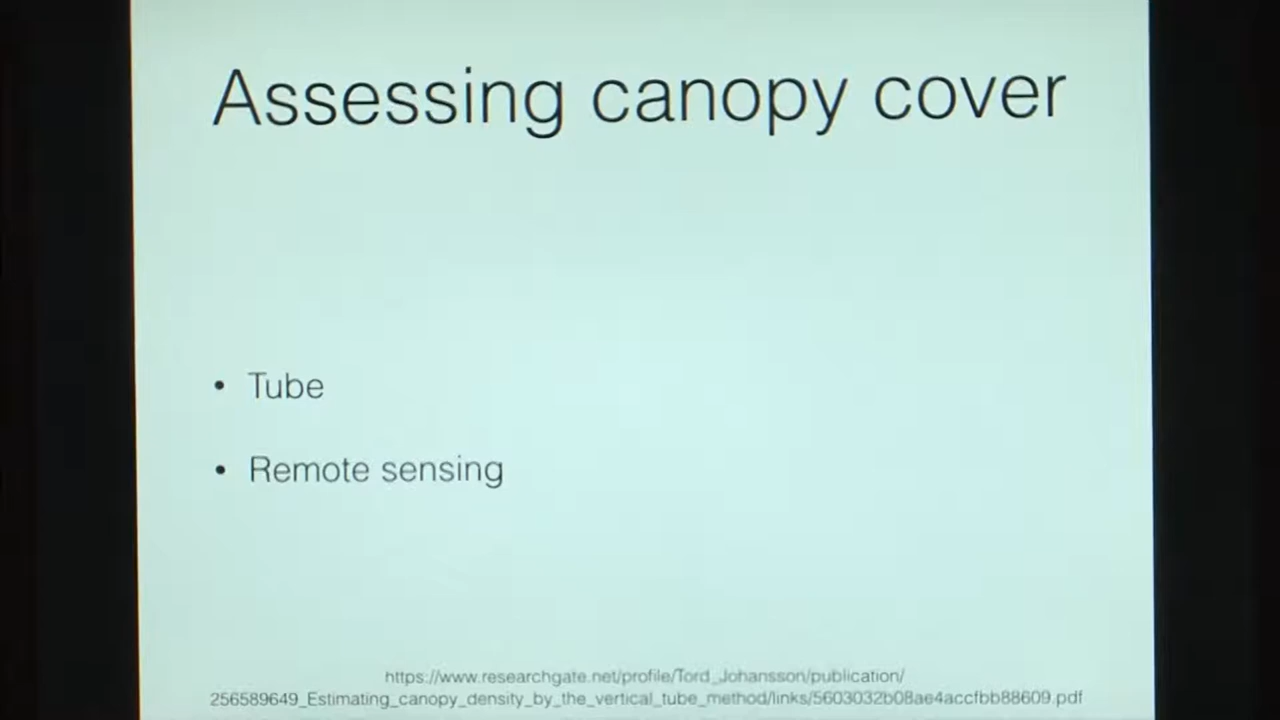 Assessing canopy cover
• Tube
• Remote sensing
https://www.researchgate.net/profile/Tord_Johansson/publication/
256589649_Estimating_canopy_density_by_the_vertical_tube_method/links/5603032b08ae4accfbb88609.pdf